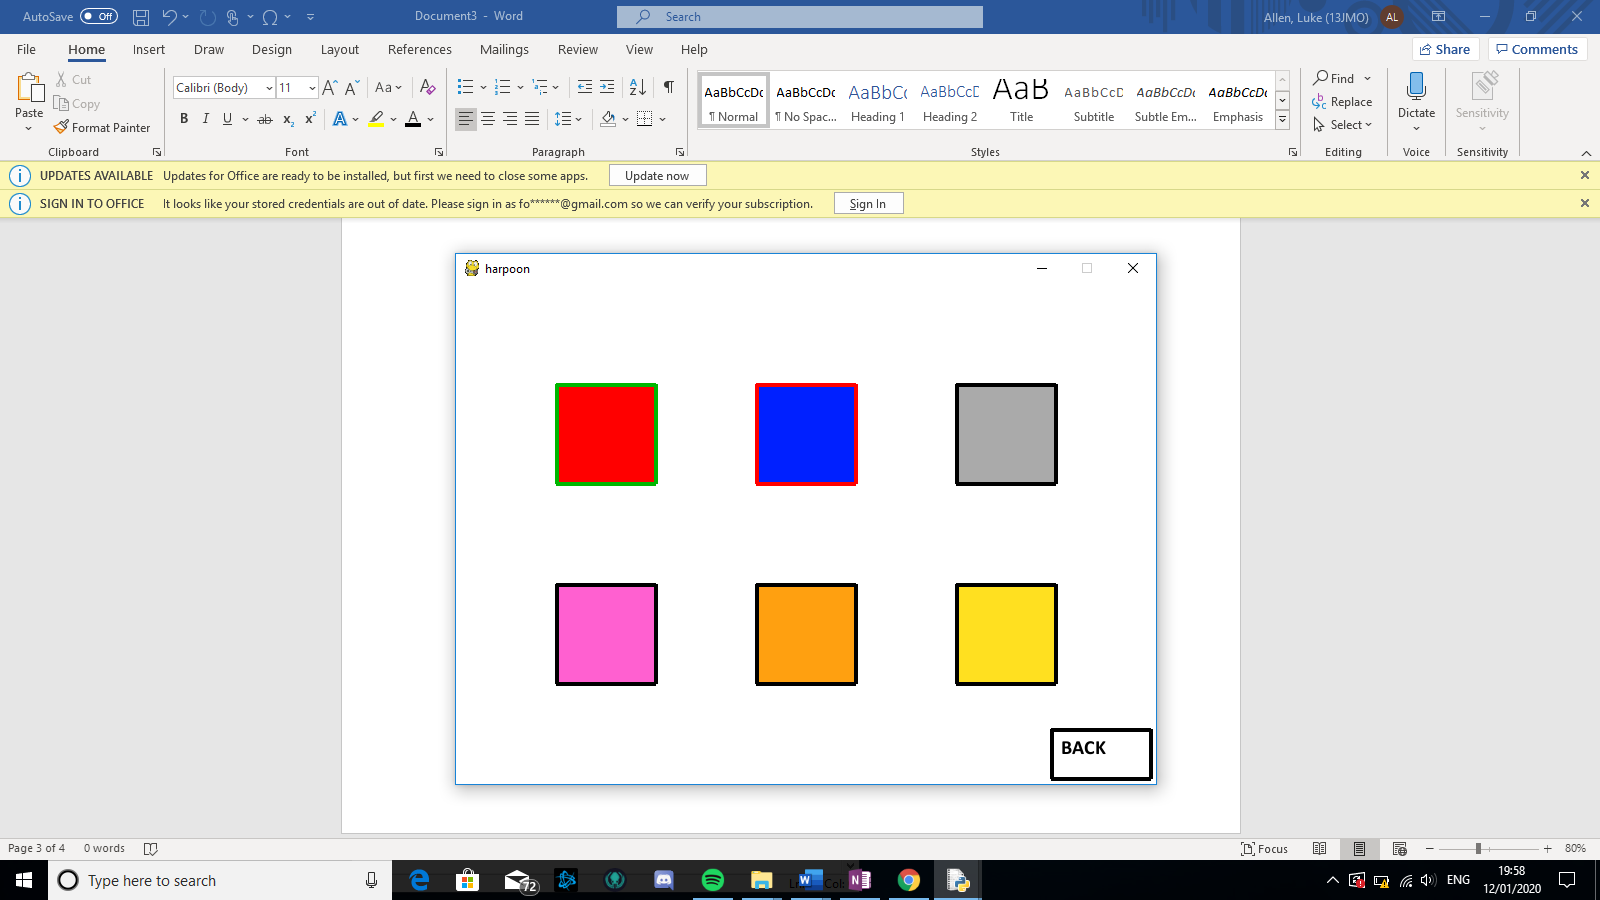 AutoSave Off Document3 - Word Search Allen, Luke (13JMO) AL
File Home Insert Draw Design Layout References Mailings Review View Help Share Comments
Paste Cut Copy Format Painter
Calibri (Body) 11 A A Aa A
B I U ab x2 x2 A A
AaBbCcDc AaBbCcDc AaBbCc AaBbCcD AaB AaBbCcD AaBbCcDc AaBbCcDc
¶ Normal ¶ No Spac... Heading 1 Heading 2 Title Subtitle Subtle Em... Emphasis
Find Replace Select
Dictate Sensitivity
Clipboard Font Paragraph Styles Editing Voice Sensitivity
UPDATES AVAILABLE Updates for Office are ready to be installed, but first we need to close some apps. Update now
SIGN IN TO OFFICE It looks like your stored credentials are out of date. Please sign in as fo******@gmail.com so we can verify your subscription. Sign In
harpoon
BACK
Page 3 of 4 0 words Focus 80%
Type here to search 72 ENG 19:58
12/01/2020